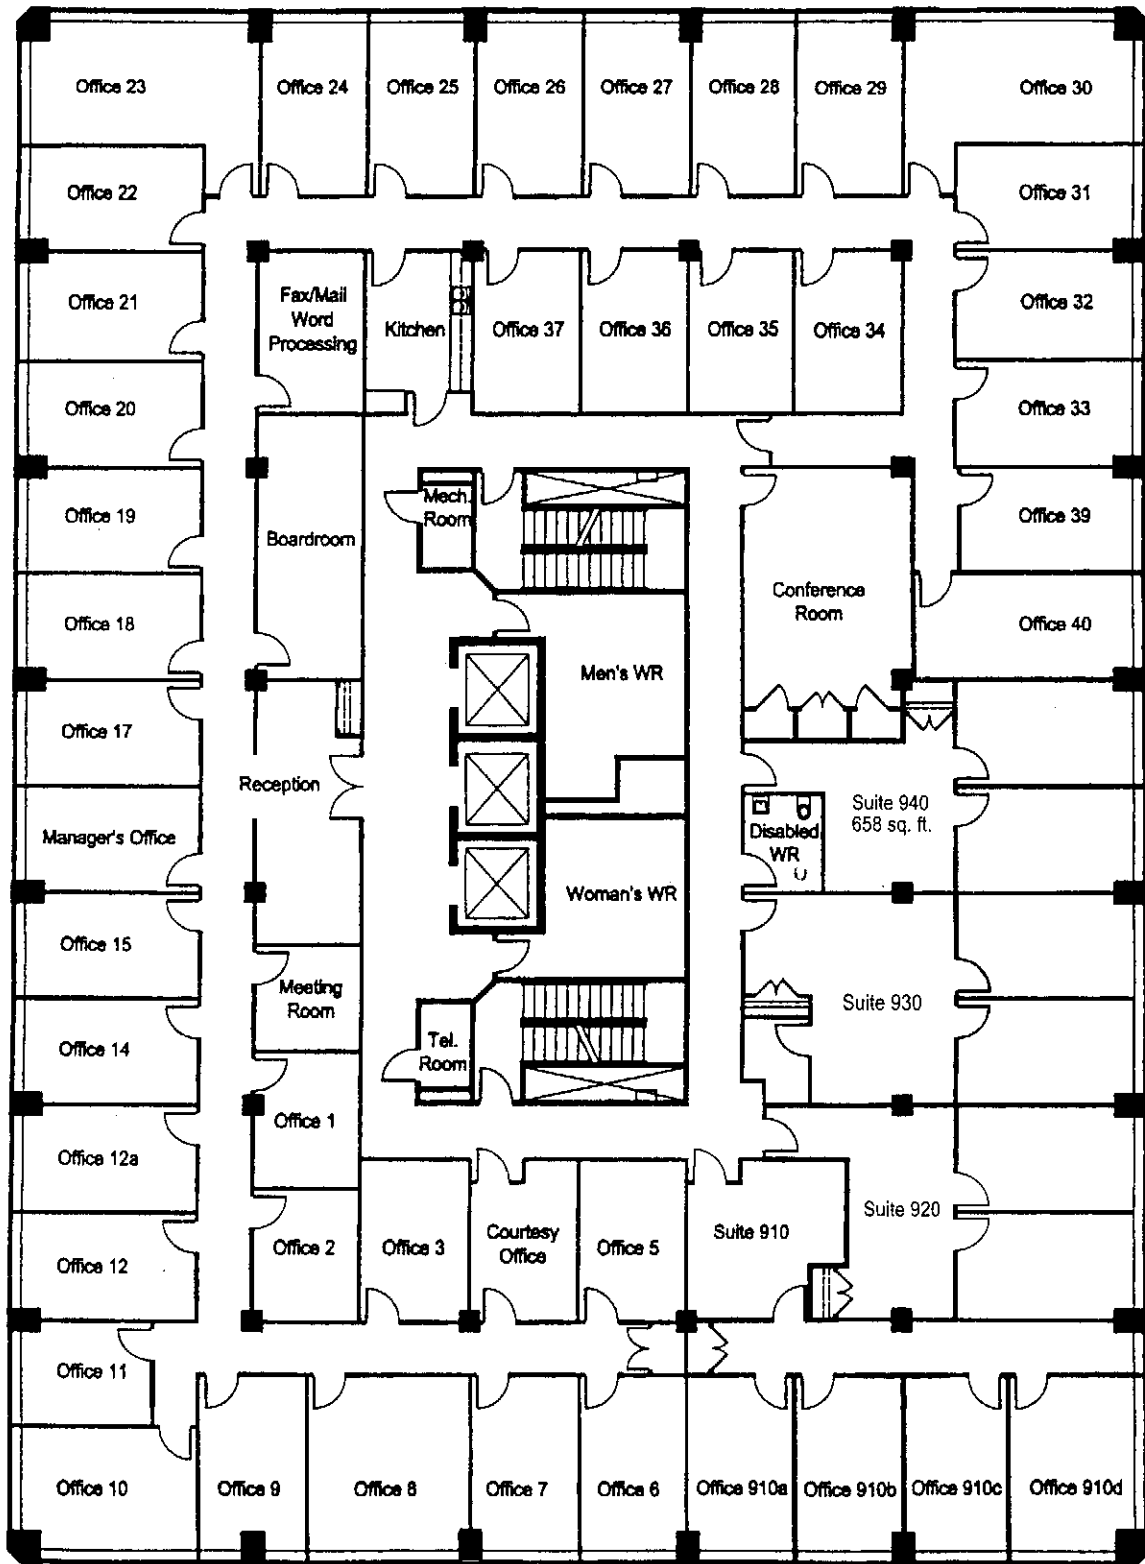 Office 23
Office 24
Office 25
Office 26
Office 27
Office 28
Office 29
Office 30
Office 22
Office 31
Office 21
Fax/Mail
Word
Processing
Kitchen
Office 37
Office 36
Office 35
Office 34
Office 32
Office 20
Office 33
Office 19
Boardroom
Mech.
Room
Office 39
Office 18
Conference
Room
Office 40
Men's WR
Office 17
Reception
Suite 940
658 sq. ft.
Manager's Office
Disabled
WR
Woman's WR
Office 15
Meeting
Room
Suite 930
Office 14
Tel.
Room
Office 1
Office 12a
Office 12
Office 2
Office 3
Courtesy
Office
Office 5
Suite 910
Suite 920
Office 11
Office 10
Office 9
Office 8
Office 7
Office 6
Office 910a
Office 910b
Office 910c
Office 910d